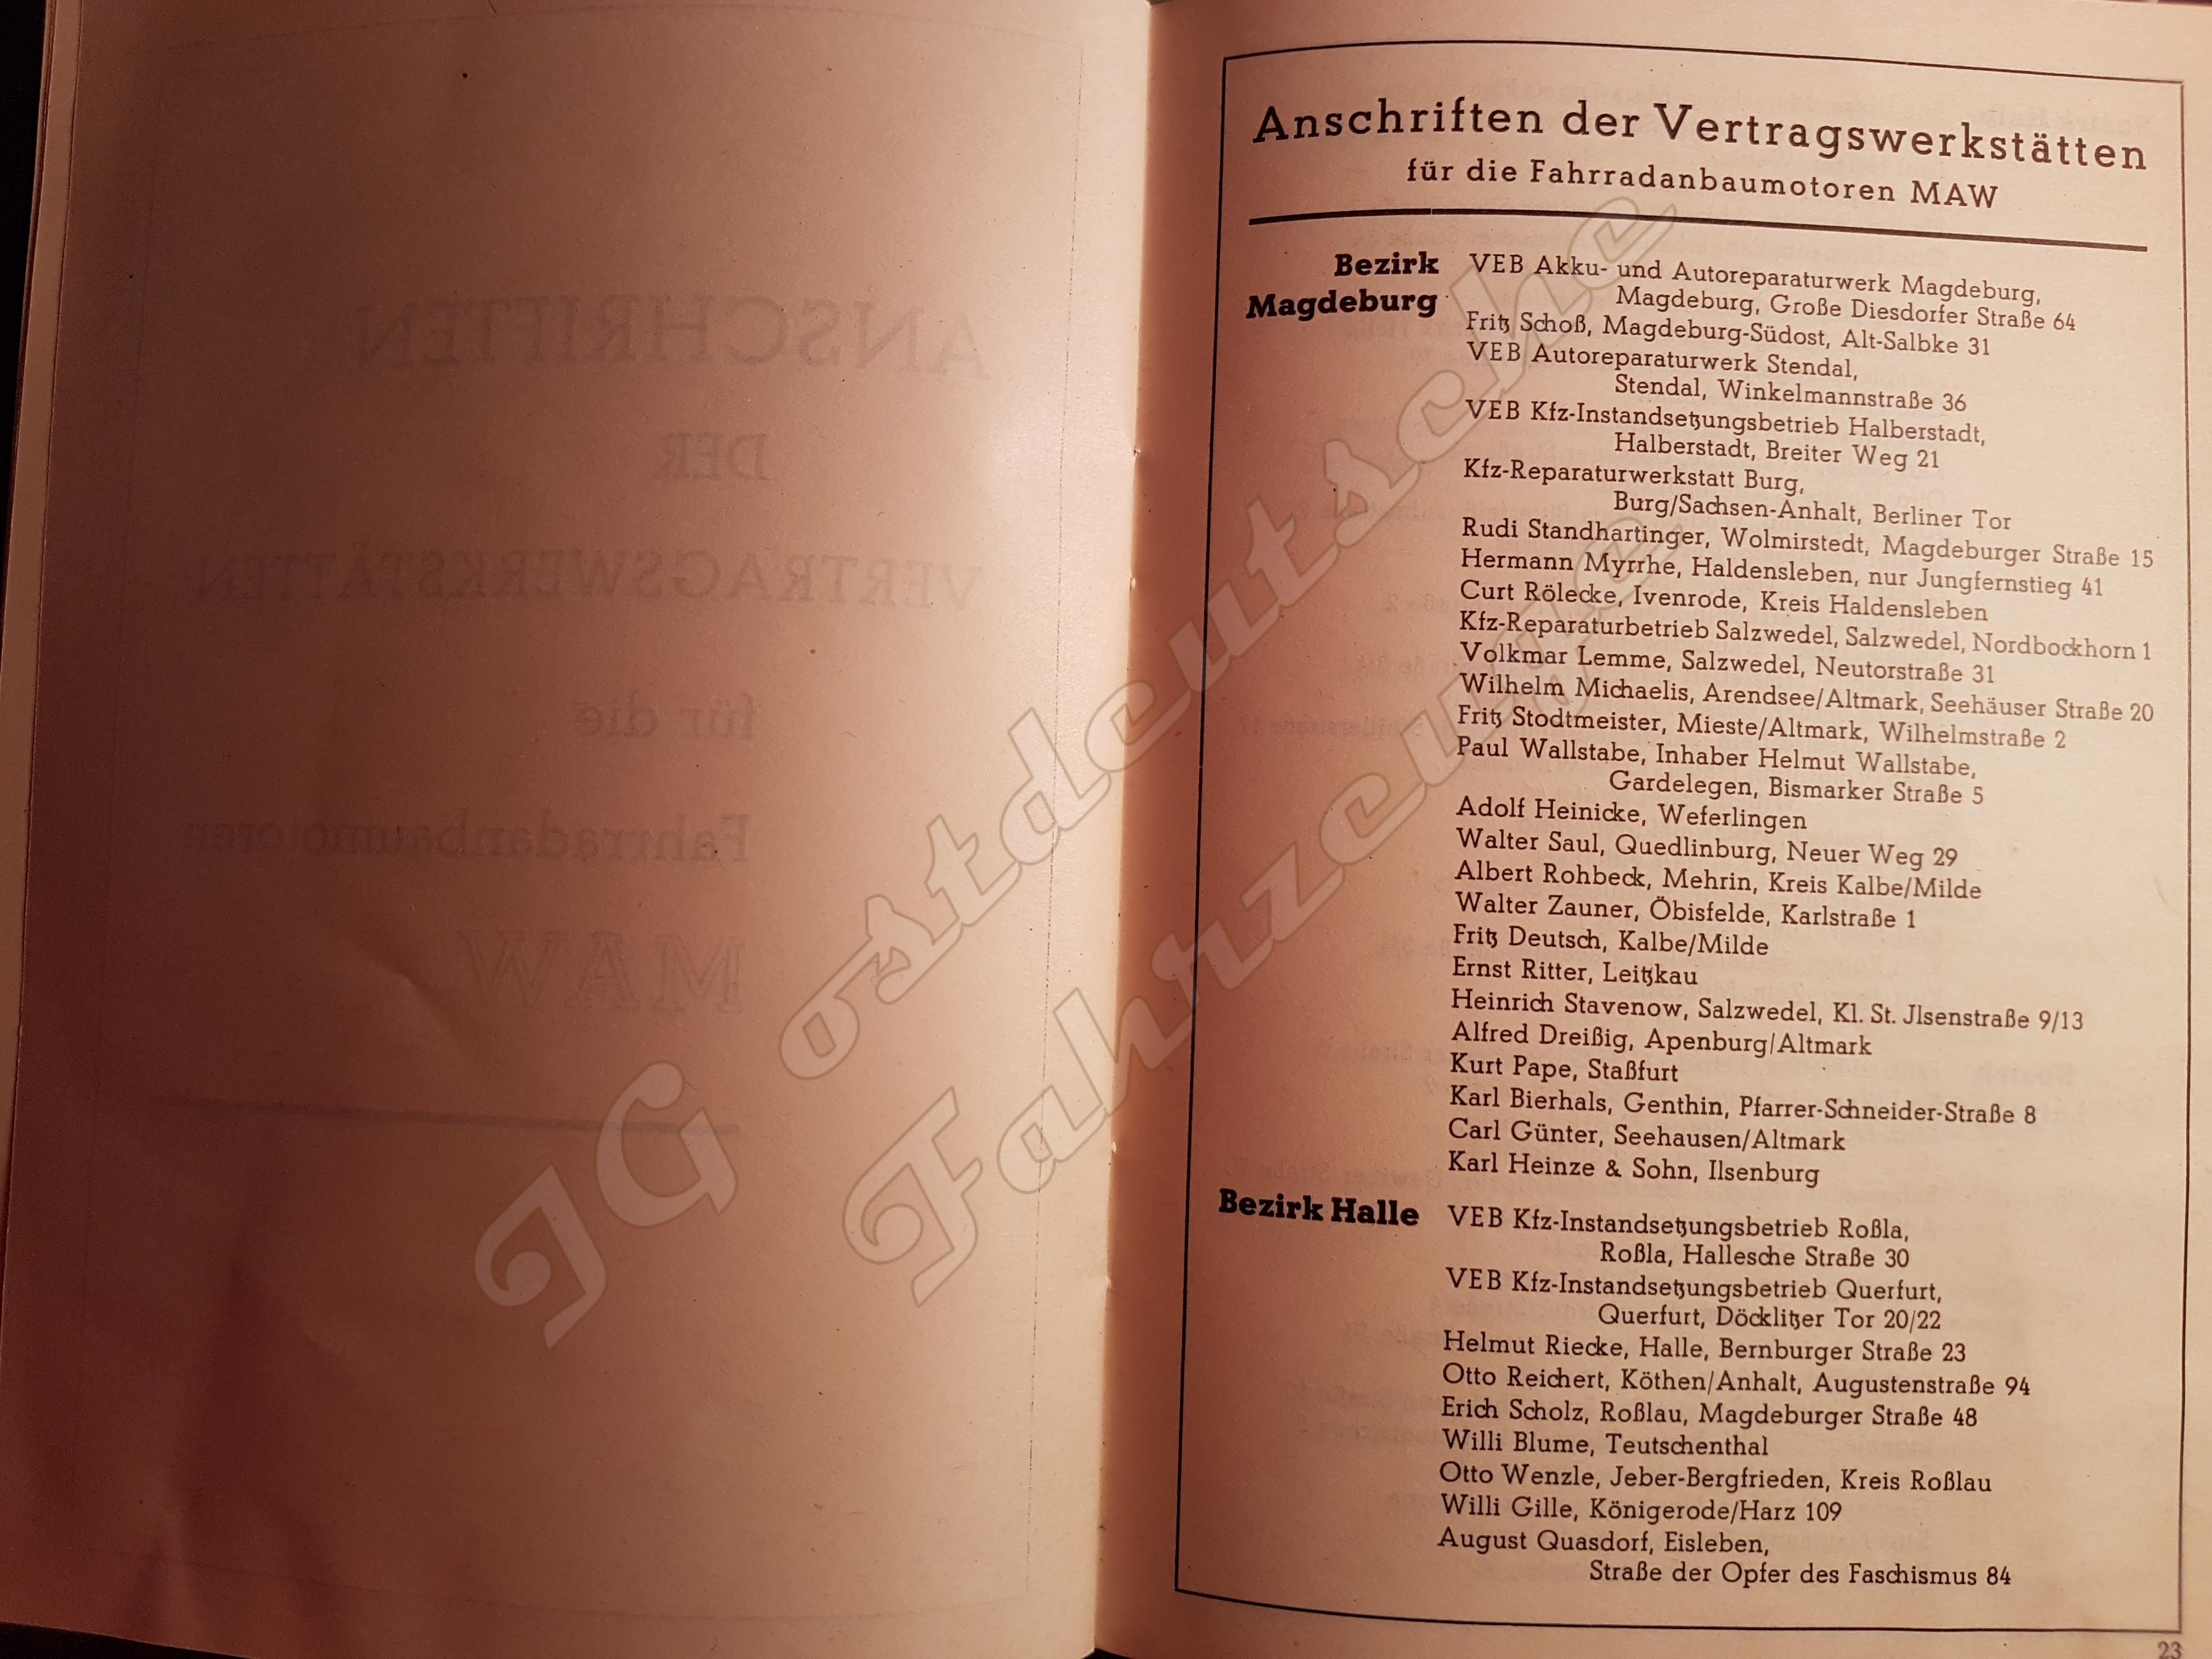 ANSCHRIFTEN
DER
VERTRAGSWERKSTÄTTEN
für die
Fahrradanbaumotoren
MAW
IG ostdeutsche
Fahrzeuge
Anschriften der Vertragswerkstätten
für die Fahrradanbaumotoren MAW
Bezirk Magdeburg
VEB Akku- und Autoreparaturwerk Magdeburg,
Magdeburg, Große Diesdorfer Straße 64
Fritz Schoß, Magdeburg-Südost, Alt-Salbke 31
VEB Autoreparaturwerk Stendal,
Stendal, Winkelmannstraße 36
VEB Kfz-Instandsetzungsbetrieb Halberstadt,
Halberstadt, Breiter Weg 21
Kfz-Reparaturwerkstatt Burg,
Burg/Sachsen-Anhalt, Berliner Tor
Rudi Standhartinger, Wolmirstedt, Magdeburger Straße 15
Hermann Myrrhe, Haldensleben, nur Jungfernstieg 41
Curt Rölecke, Ivenrode, Kreis Haldensleben
Kfz-Reparaturbetrieb Salzwedel, Salzwedel, Nordbockhorn 1
Volkmar Lemme, Salzwedel, Neutorstraße 31
Wilhelm Michaelis, Arendsee/Altmark, Seehäuser Straße 20
Fritz Stodtmeister, Mieste/Altmark, Wilhelmstraße 2
Paul Wallstabe, Inhaber Helmut Wallstabe,
Gardelegen, Bismarker Straße 5
Adolf Heinicke, Weferlingen
Walter Saul, Quedlinburg, Neuer Weg 29
Albert Rohbeck, Mehrin, Kreis Kalbe/Milde
Walter Zauner, Öbisfelde, Karlstraße 1
Fritz Deutsch, Kalbe/Milde
Ernst Ritter, Leitzkau
Heinrich Stavenow, Salzwedel, Kl. St. Jlsenstraße 9/13
Alfred Dreißig, Apenburg/Altmark
Kurt Pape, Staßfurt
Karl Bierhals, Genthin, Pfarrer-Schneider-Straße 8
Carl Günter, Seehausen/Altmark
Karl Heinze & Sohn, Ilsenburg
Bezirk Halle
VEB Kfz-Instandsetzungsbetrieb Roßla,
Roßla, Hallesche Straße 30
VEB Kfz-Instandsetzungsbetrieb Querfurt,
Querfurt, Döcklitzer Tor 20/22
Helmut Riecke, Halle, Bernburger Straße 23
Otto Reichert, Köthen/Anhalt, Augustenstraße 94
Erich Scholz, Roßlau, Magdeburger Straße 48
Willi Blume, Teutschenthal
Otto Wenzle, Jeber-Bergfrieden, Kreis Roßlau
Willi Gille, Königerode/Harz 109
August Quasdorf, Eisleben,
Straße der Opfer des Faschismus 84
23